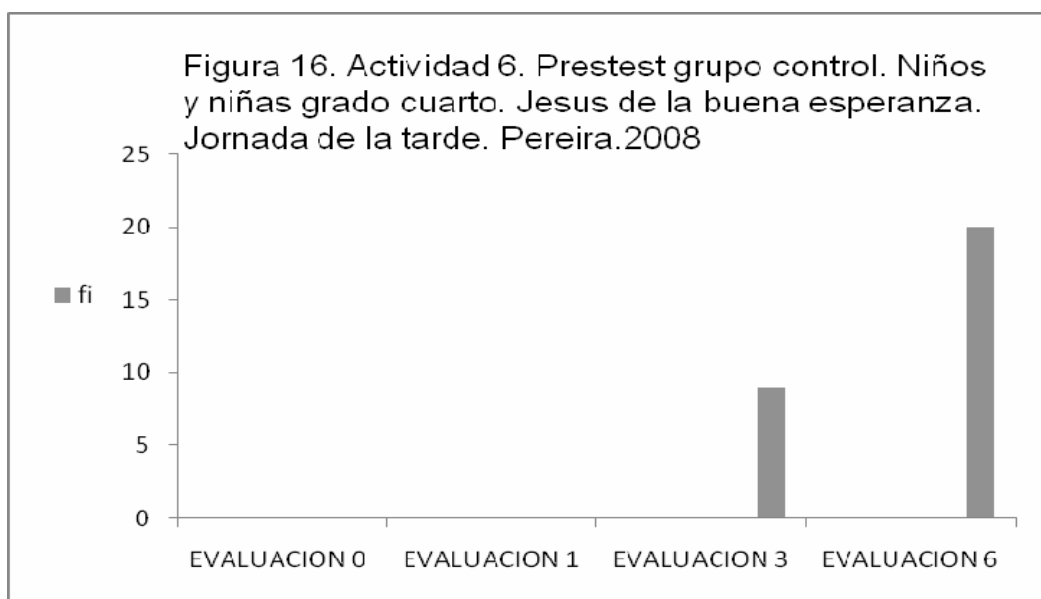 Figura 16. Actividad 6. Prestest grupo control. Niños
y niñas grado cuarto. Jesus de la buena esperanza.
Jornada de la tarde. Pereira.2008
25
20
15
10
5
0
fi
EVALUACION 0 EVALUACION 1 EVALUACION 3 EVALUACION 6